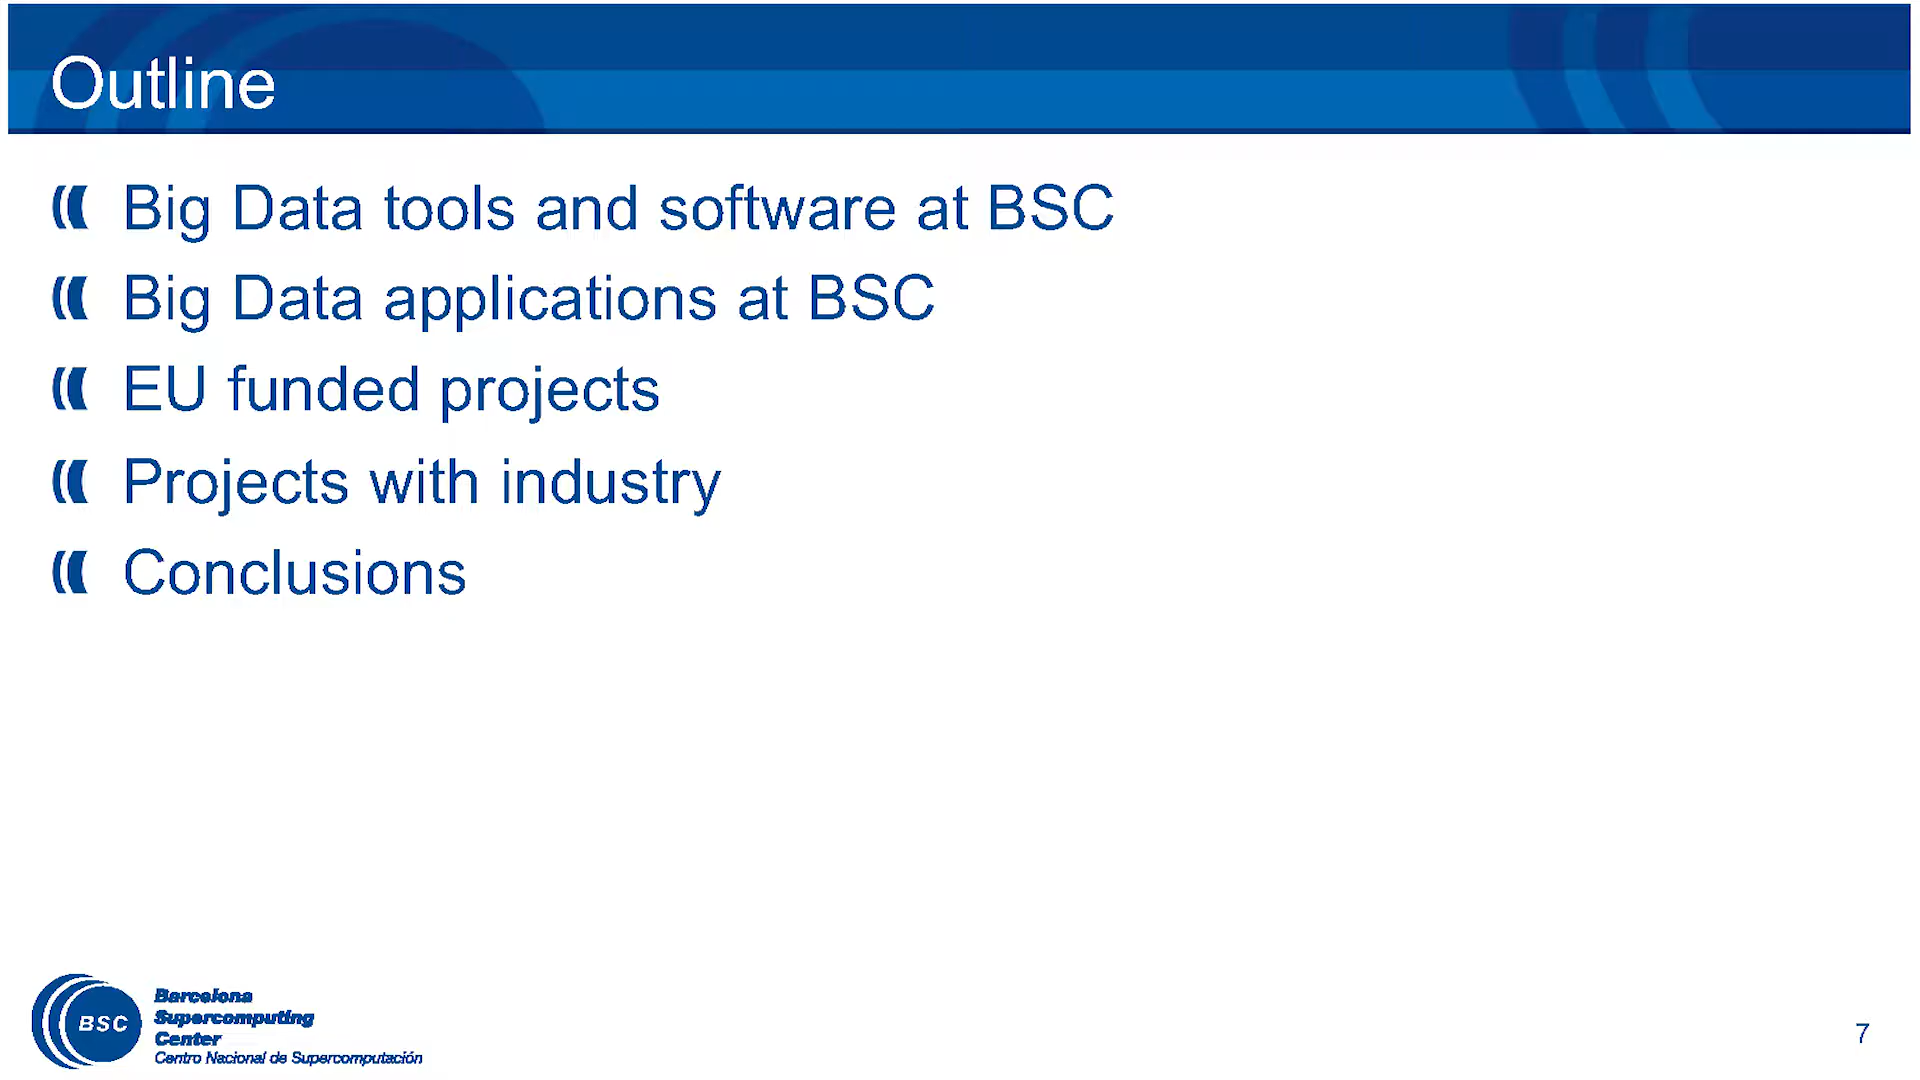 Outline
Big Data tools and software at BSC
Big Data applications at BSC
EU funded projects
Projects with industry
Conclusions
BSC
Barcelona
Supercomputing
Center
Centro Nacional de Supercomputación
7